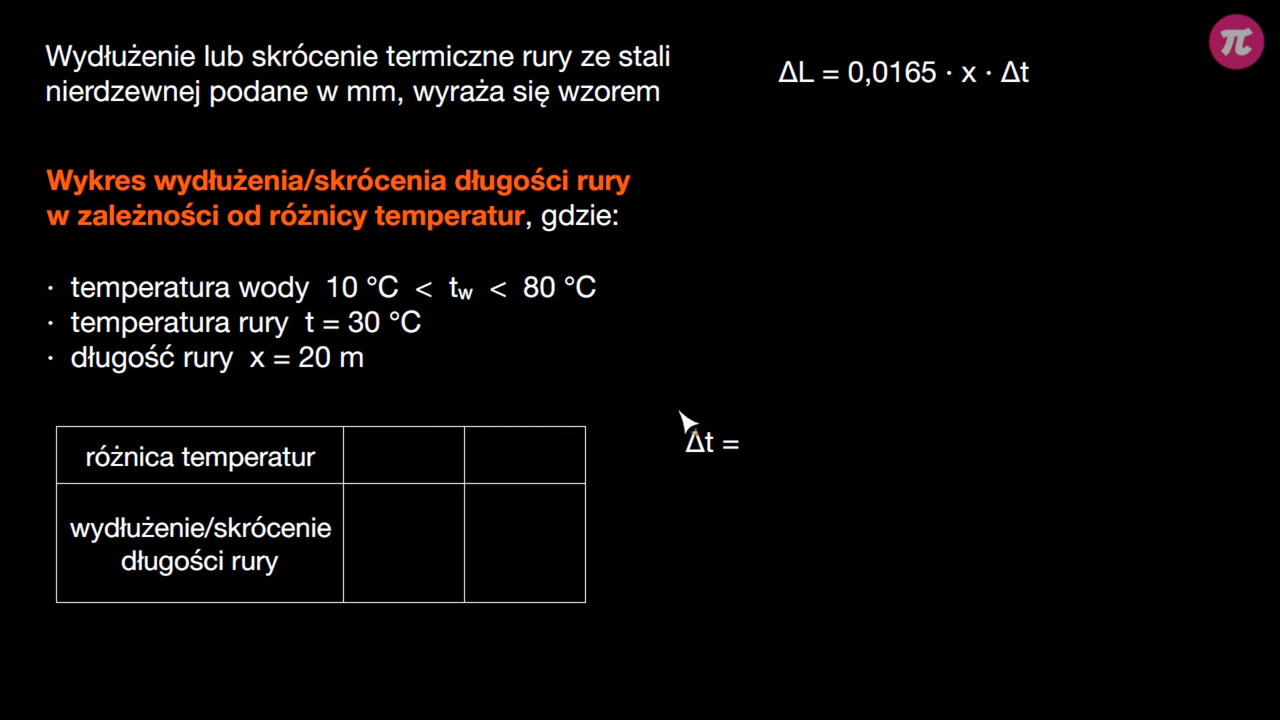 Wydłużenie lub skrócenie termiczne rury ze stali
nierdzewnej podane w mm, wyraża się wzorem
ΔL = 0,0165 · x · Δt
π
Wykres wydłużenia/skrócenia długości rury
w zależności od różnicy temperatur, gdzie:
· temperatura wody 10 °C < tw < 80 °C
· temperatura rury t = 30 °C
· długość rury x = 20 m
różnica temperatur
wydłużenie/skrócenie
długości rury
Δt =